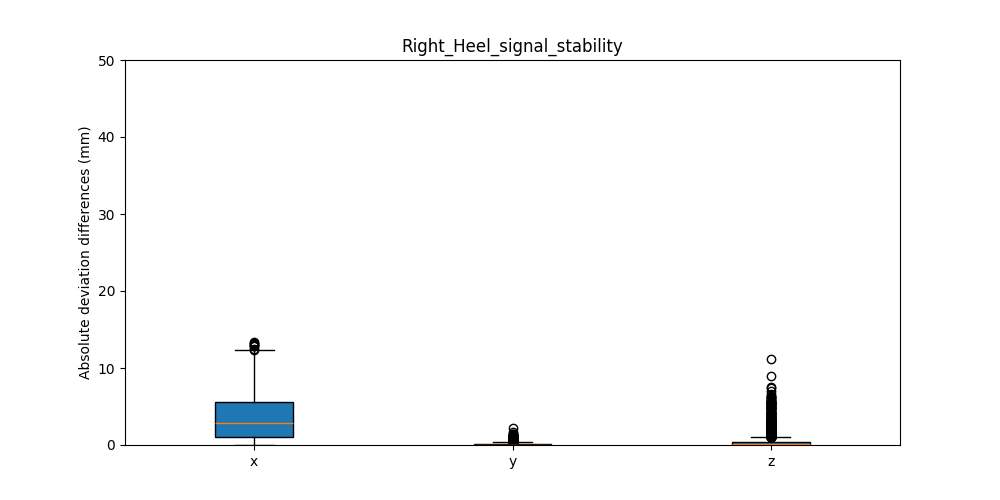 Right_Heel_signal_stability
Absolute deviation differences (mm)
50
40
30
20
10
0
x
y
z